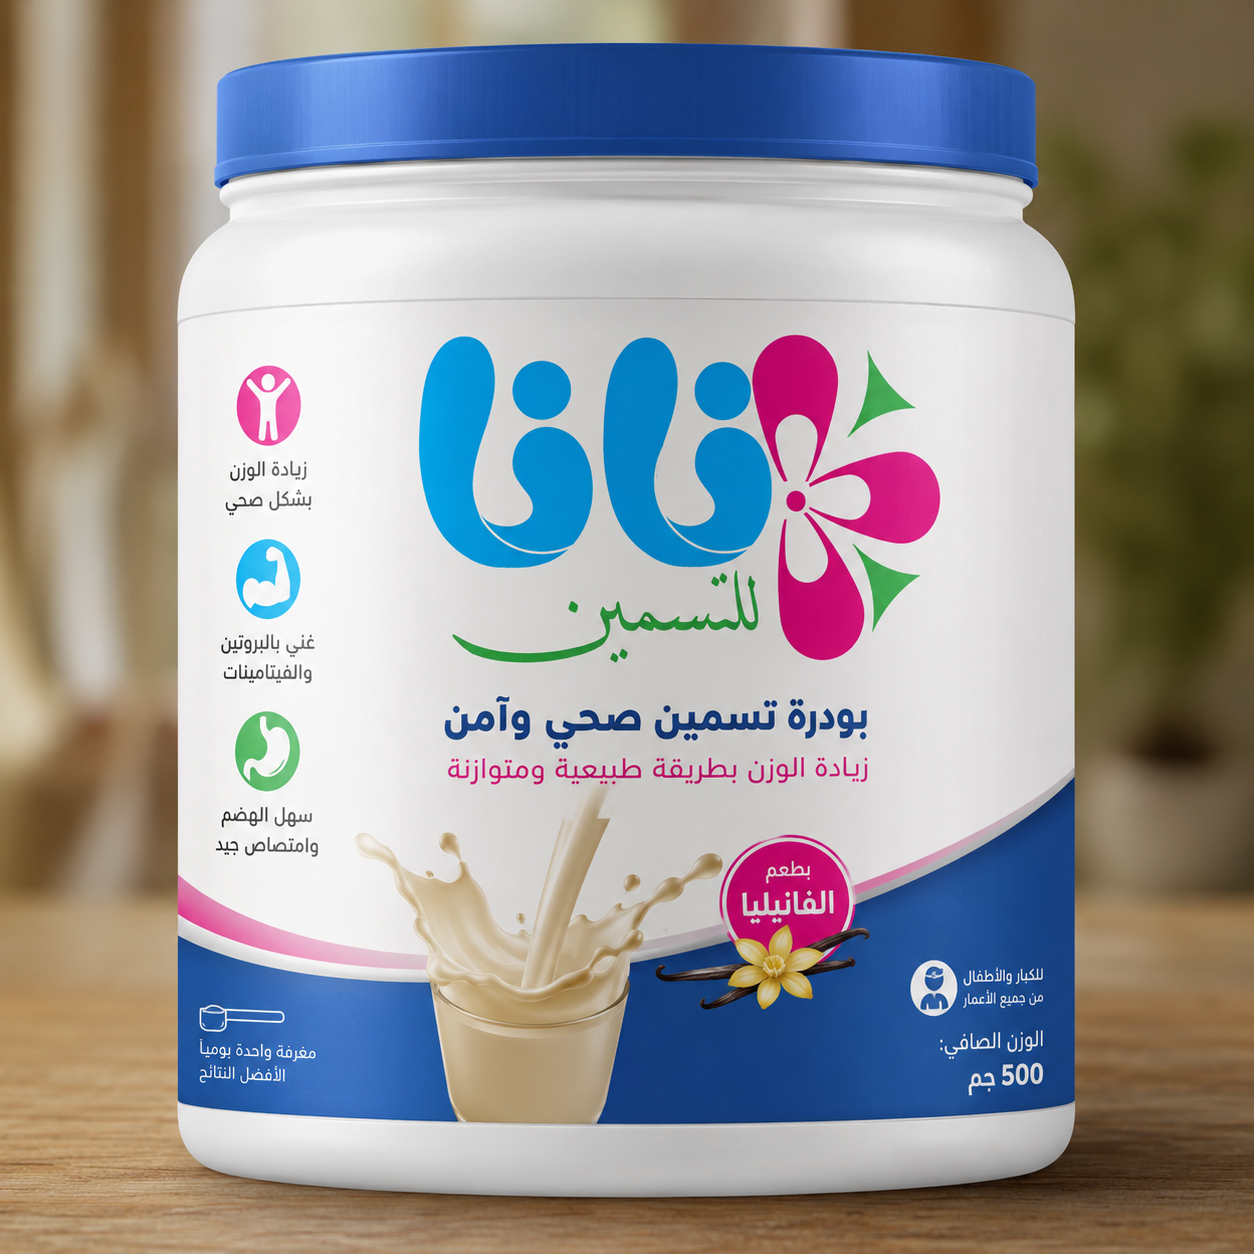 نانا
للتسمين
بودرة تسمين صحي وآمن
زيادة الوزن بطريقة طبيعية ومتوازنة
زيادة الوزن
بشكل صحي
غني بالبروتين
والفيتامينات
سهل الهضم
وامتصاص جيد
بطعم
الفانيليا
للكبار والأطفال
من جميع الأعمار
الوزن الصافي:
500 جم
مغرفة واحدة يومياً
الأفضل النتائج